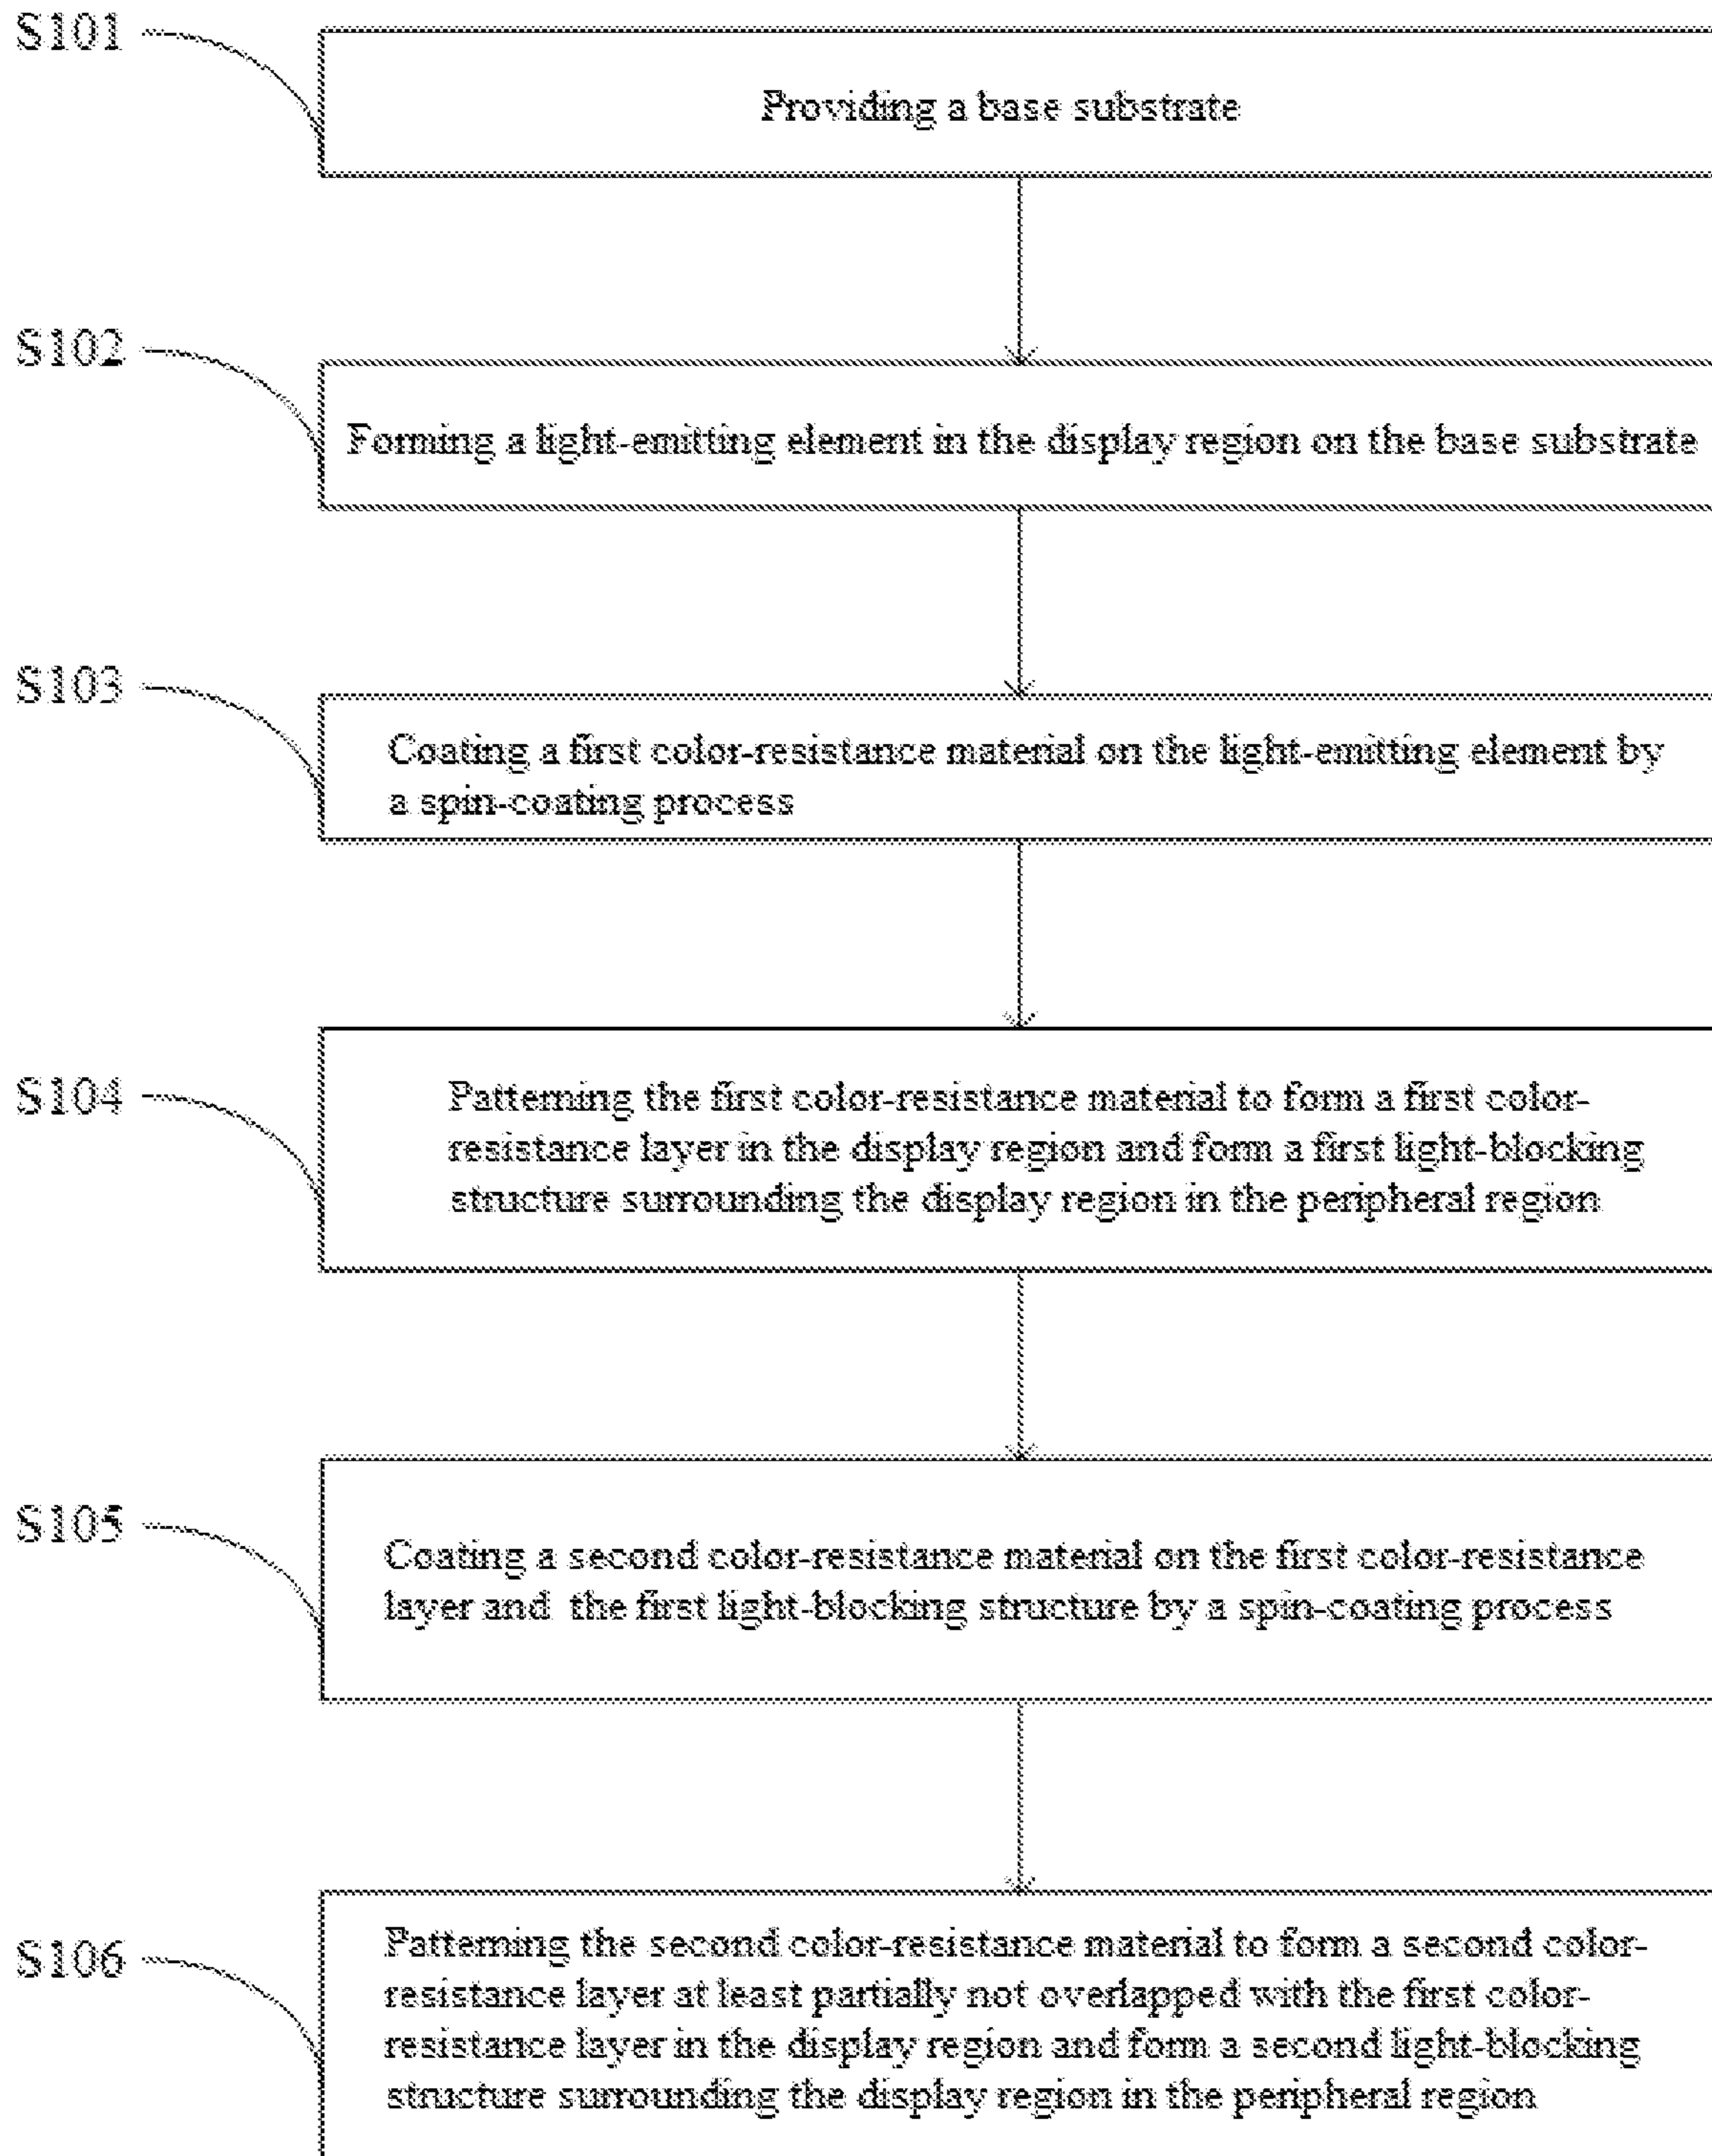 S101
Providing a base substrate
S102
Forming a light-emitting element in the display region on the base substrate
S103
Coating a first color-resistance material on the light-emitting element by
a spin-coating process
S104
Patterning the first color-resistance material to form a first color-
resistance layer in the display region and form a first light-blocking
structure surrounding the display region in the peripheral region
S105
Coating a second color-resistance material on the first color-resistance
layer and the first light-blocking structure by a spin-coating process
S106
Patterning the second color-resistance material to form a second color-
resistance layer at least partially not overlapped with the first color-
resistance layer in the display region and form a second light-blocking
structure surrounding the display region in the peripheral region